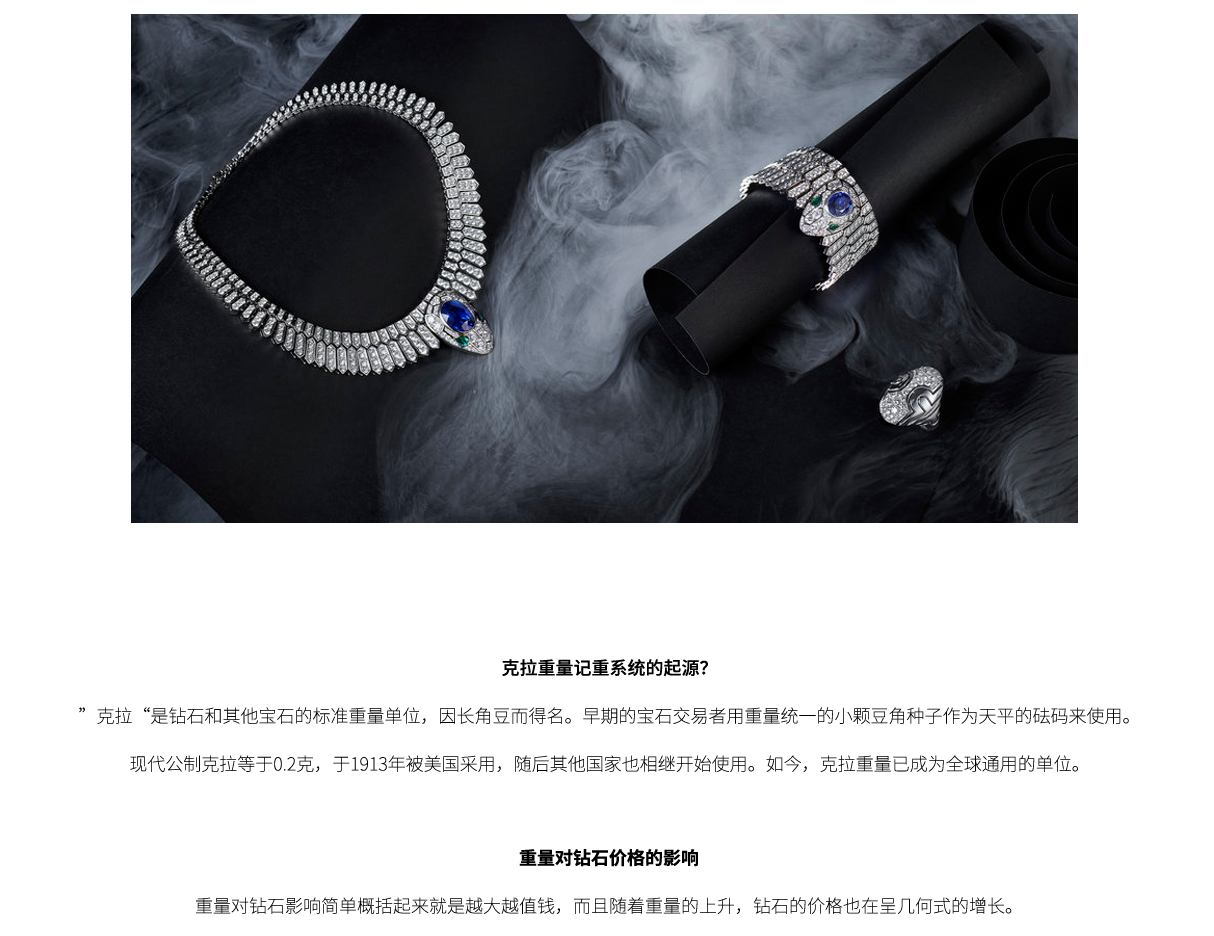 克拉重量记重系统的起源？
”克拉“是钻石和其他宝石的标准重量单位，因长角豆而得名。早期的宝石交易者用重量统一的小颗豆角种子作为天平的砝码来使用。
现代公制克拉等于0.2克，于1913年被美国采用，随后其他国家也相继开始使用。如今，克拉重量已成为全球通用的单位。
重量对钻石价格的影响
重量对钻石影响简单概括起来就是越大越值钱，而且随着重量的上升，钻石的价格也在呈几何式的增长。